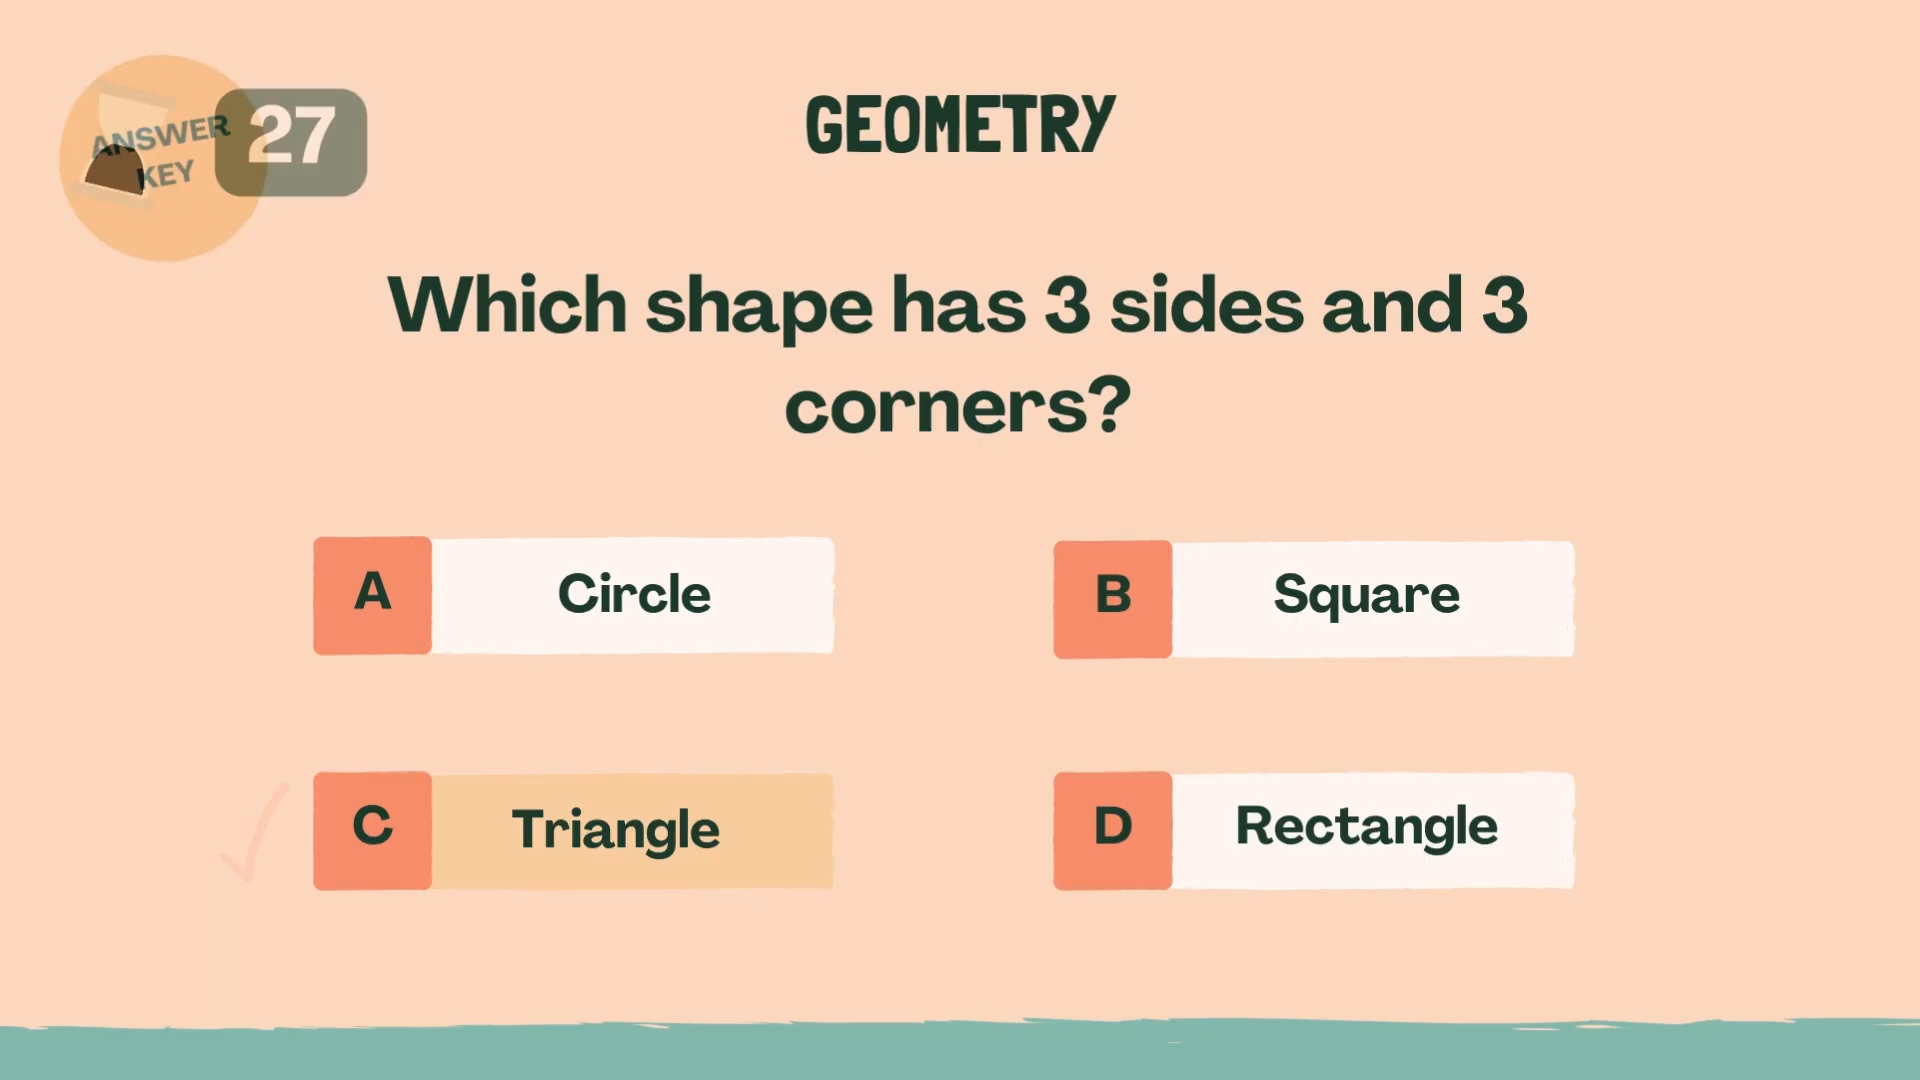 ANSWER
KEY
27
GEOMETRY
Which shape has 3 sides and 3
corners?
A Circle
B Square
C Triangle
D Rectangle